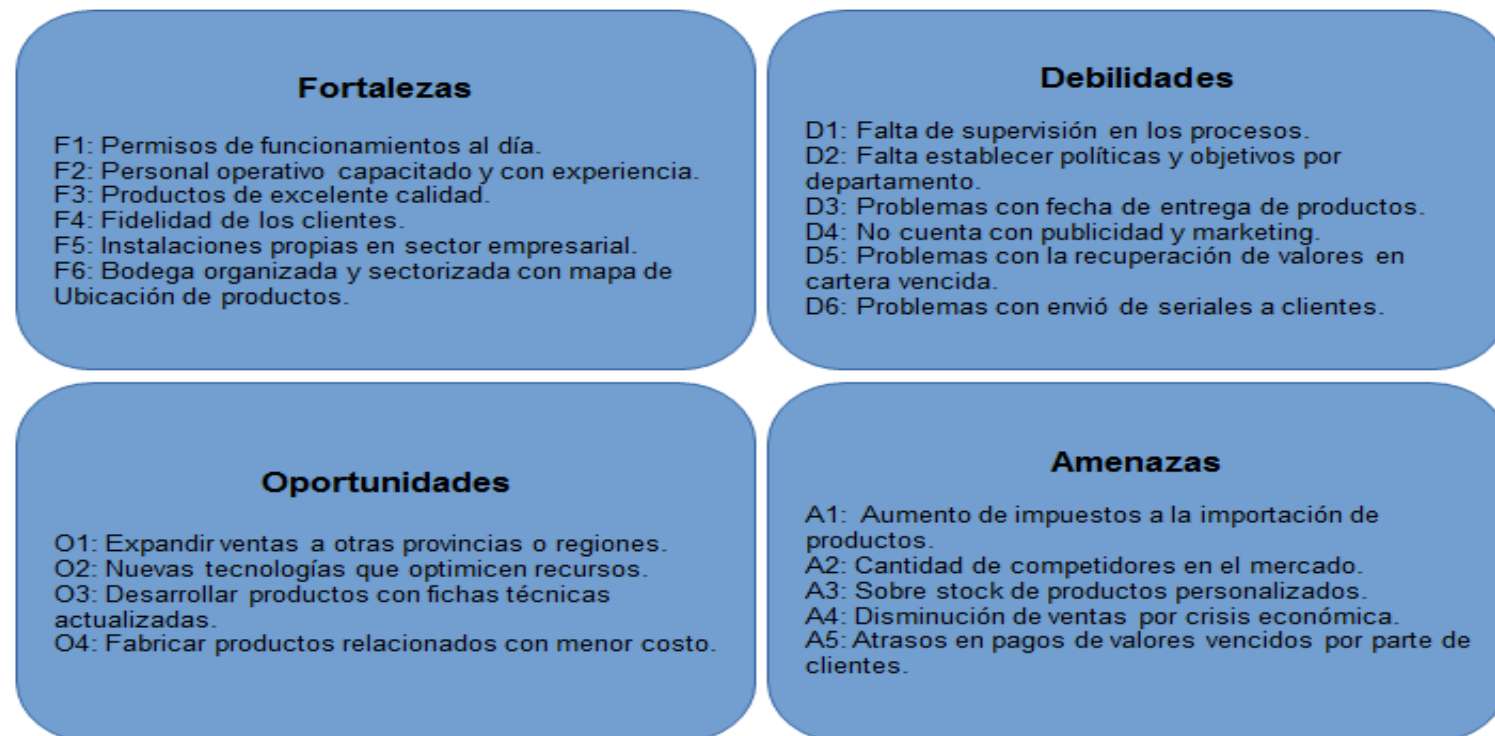 Fortalezas
F1: Permisos de funcionamientos al día.
F2: Personal operativo capacitado y con experiencia.
F3: Productos de excelente calidad.
F4: Fidelidad de los clientes.
F5: Instalaciones propias en sector empresarial.
F6: Bodega organizada y sectorizada con mapa de
Ubicación de productos.
Debilidades
D1: Falta de supervisión en los procesos.
D2: Falta establecer políticas y objetivos por
departamento.
D3: Problemas con fecha de entrega de productos.
D4: No cuenta con publicidad y marketing.
D5: Problemas con la recuperación de valores en
cartera vencida.
D6: Problemas con envió de seriales a clientes.
Oportunidades
O1: Expandir ventas a otras provincias o regiones.
O2: Nuevas tecnologías que optimicen recursos.
O3: Desarrollar productos con fichas técnicas
actualizadas.
O4: Fabricar productos relacionados con menor costo.
Amenazas
A1: Aumento de impuestos a la importación de
productos.
A2: Cantidad de competidores en el mercado.
A3: Sobre stock de productos personalizados.
A4: Disminución de ventas por crisis económica.
A5: Atrasos en pagos de valores vencidos por parte de
clientes.